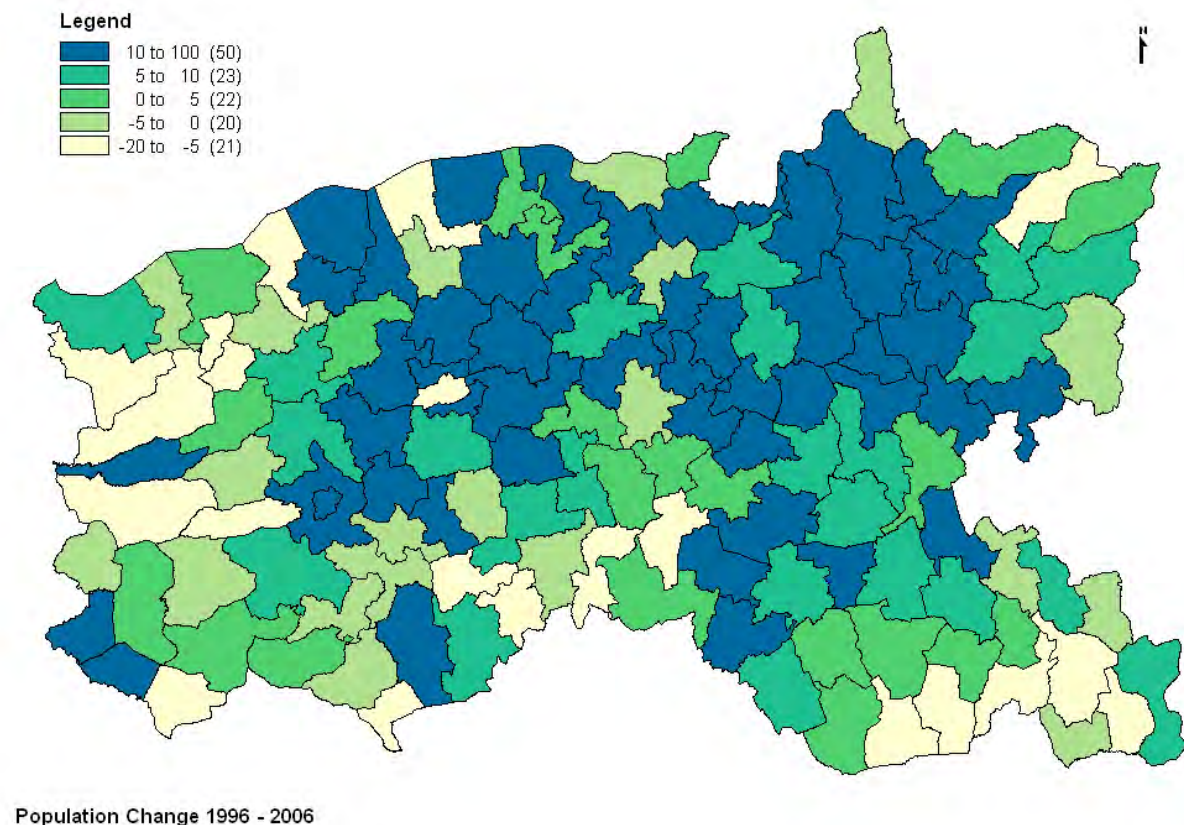 Legend
10 to 100 (50)
5 to 10 (23)
0 to 5 (22)
-5 to 0 (20)
-20 to -5 (21)
N
Population Change 1996 - 2006